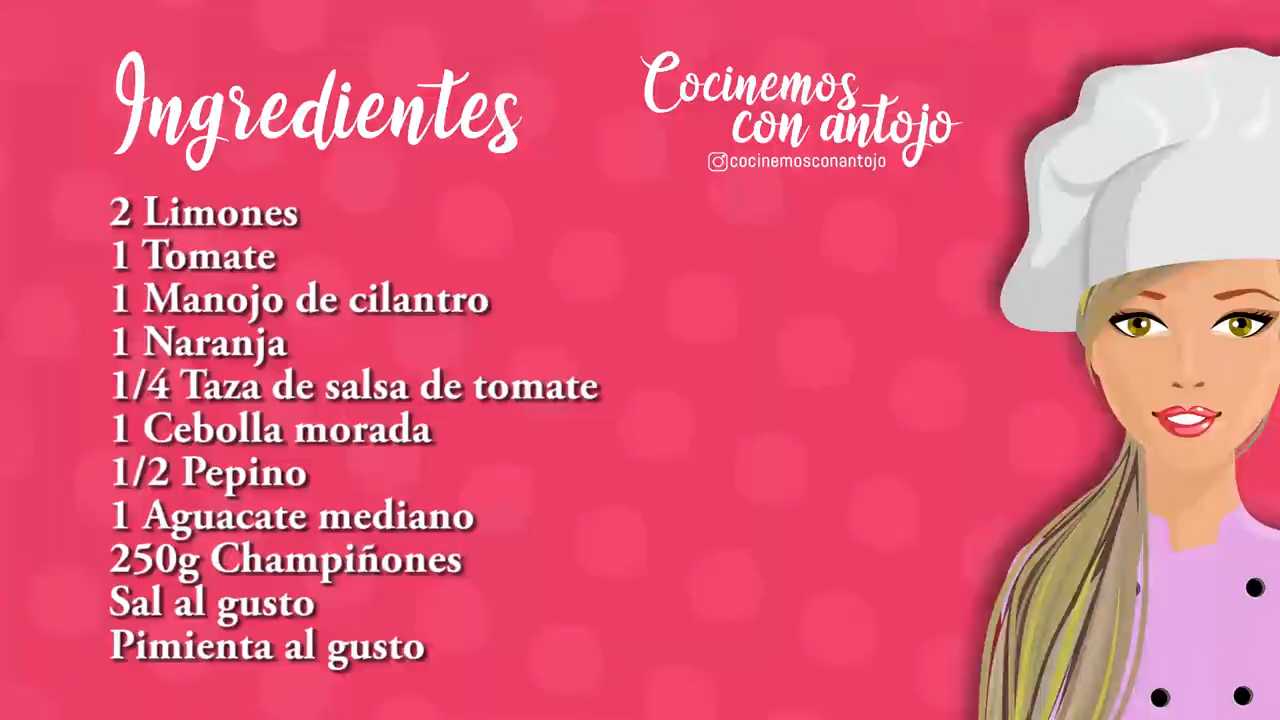 Ingredientes
Cocinemos
con antojo
cocinemosconantojo
2 Limones
1 Tomate
1 Manojo de cilantro
1 Naranja
1/4 Taza de salsa de tomate
1 Cebolla morada
1/2 Pepino
1 Aguacate mediano
250g Champiñones
Sal al gusto
Pimienta al gusto